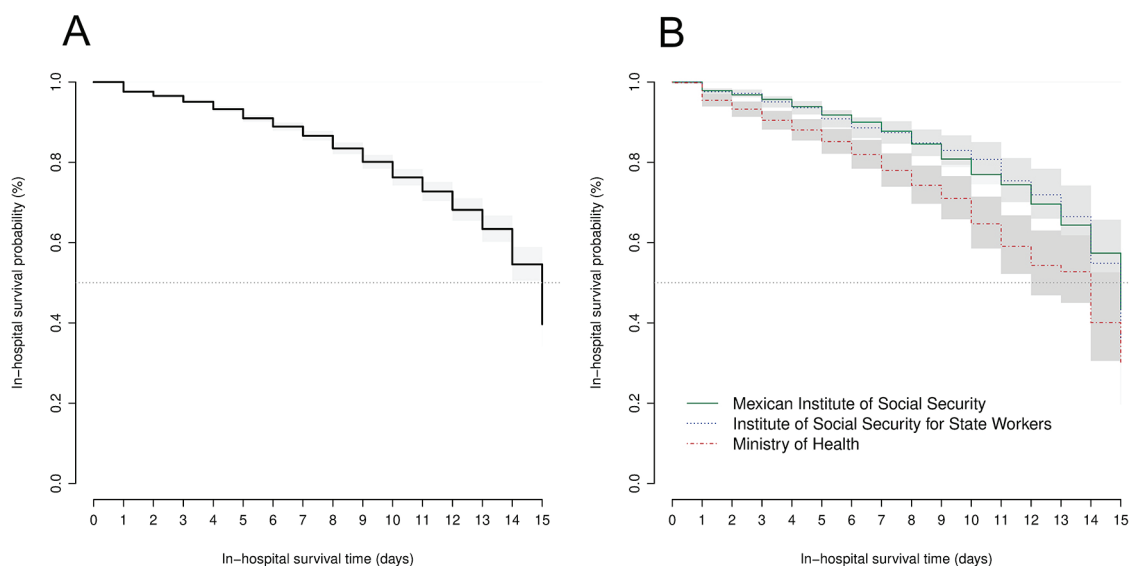 A
B
In−hospital survival probability (%)
1.0
0.8
0.6
0.4
0.2
0.0
0 1 2 3 4 5 6 7 8 9 10 11 12 13 14 15
In−hospital survival time (days)
In−hospital survival probability (%)
1.0
0.8
0.6
0.4
0.2
0.0
Mexican Institute of Social Security
Institute of Social Security for State Workers
Ministry of Health
0 1 2 3 4 5 6 7 8 9 10 11 12 13 14 15
In−hospital survival time (days)